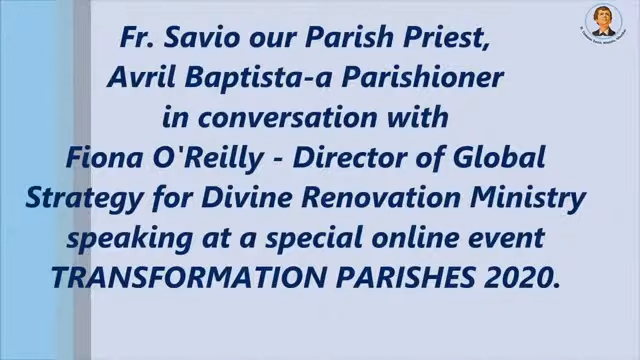 Fr. Savio our Parish Priest,
Avril Baptista-a Parishioner
in conversation with
Fiona O'Reilly - Director of Global
Strategy for Divine Renovation Ministry
speaking at a special online event
TRANSFORMATION PARISHES 2020.